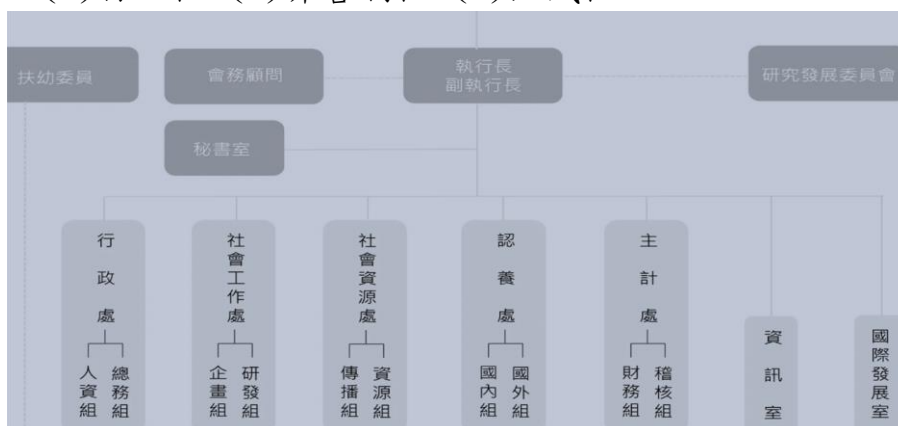 扶幼委員
會務顧問
執行長
副執行長
研究發展委員會
秘書室
行政處
社會工作處
社會資源處
認養處
主計處
資訊室
國際發展室
人資組
總務組
企畫組
研發組
傳播組
資源組
國內組
國外組
財務組
稽核組